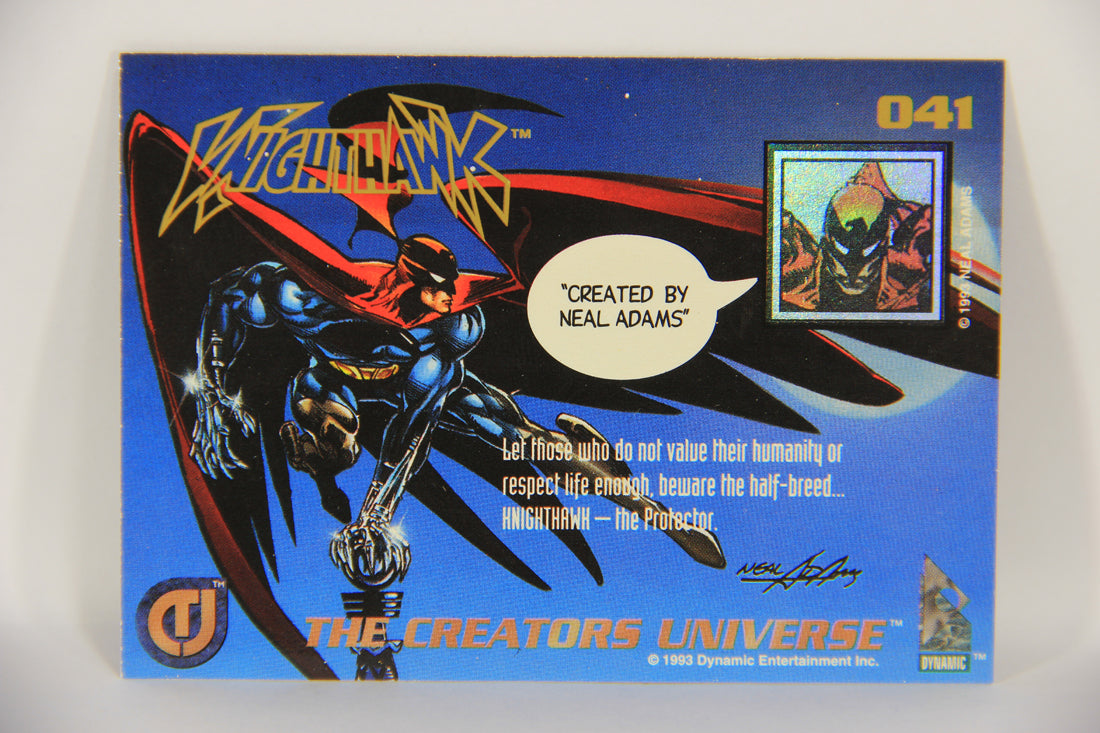 KNIGHTHAWK™
041
© 1993 NEAL ADAMS
"CREATED BY
NEAL ADAMS"
Let those who do not value their humanity or
respect life enough, beware the half-breed...
KNIGHTHAWK — the Protector.
NEAL ADAMS
TM
THE CREATORS UNIVERSE™
© 1993 Dynamic Entertainment Inc.
DYNAMIC™